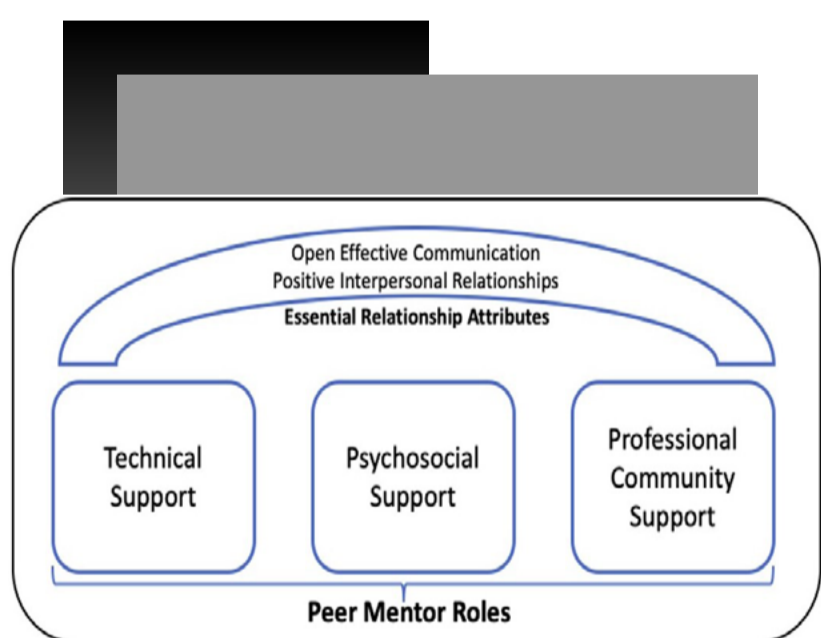 Open Effective Communication
Positive Interpersonal Relationships
Essential Relationship Attributes
Technical
Support
Psychosocial
Support
Professional
Community
Support
Peer Mentor Roles